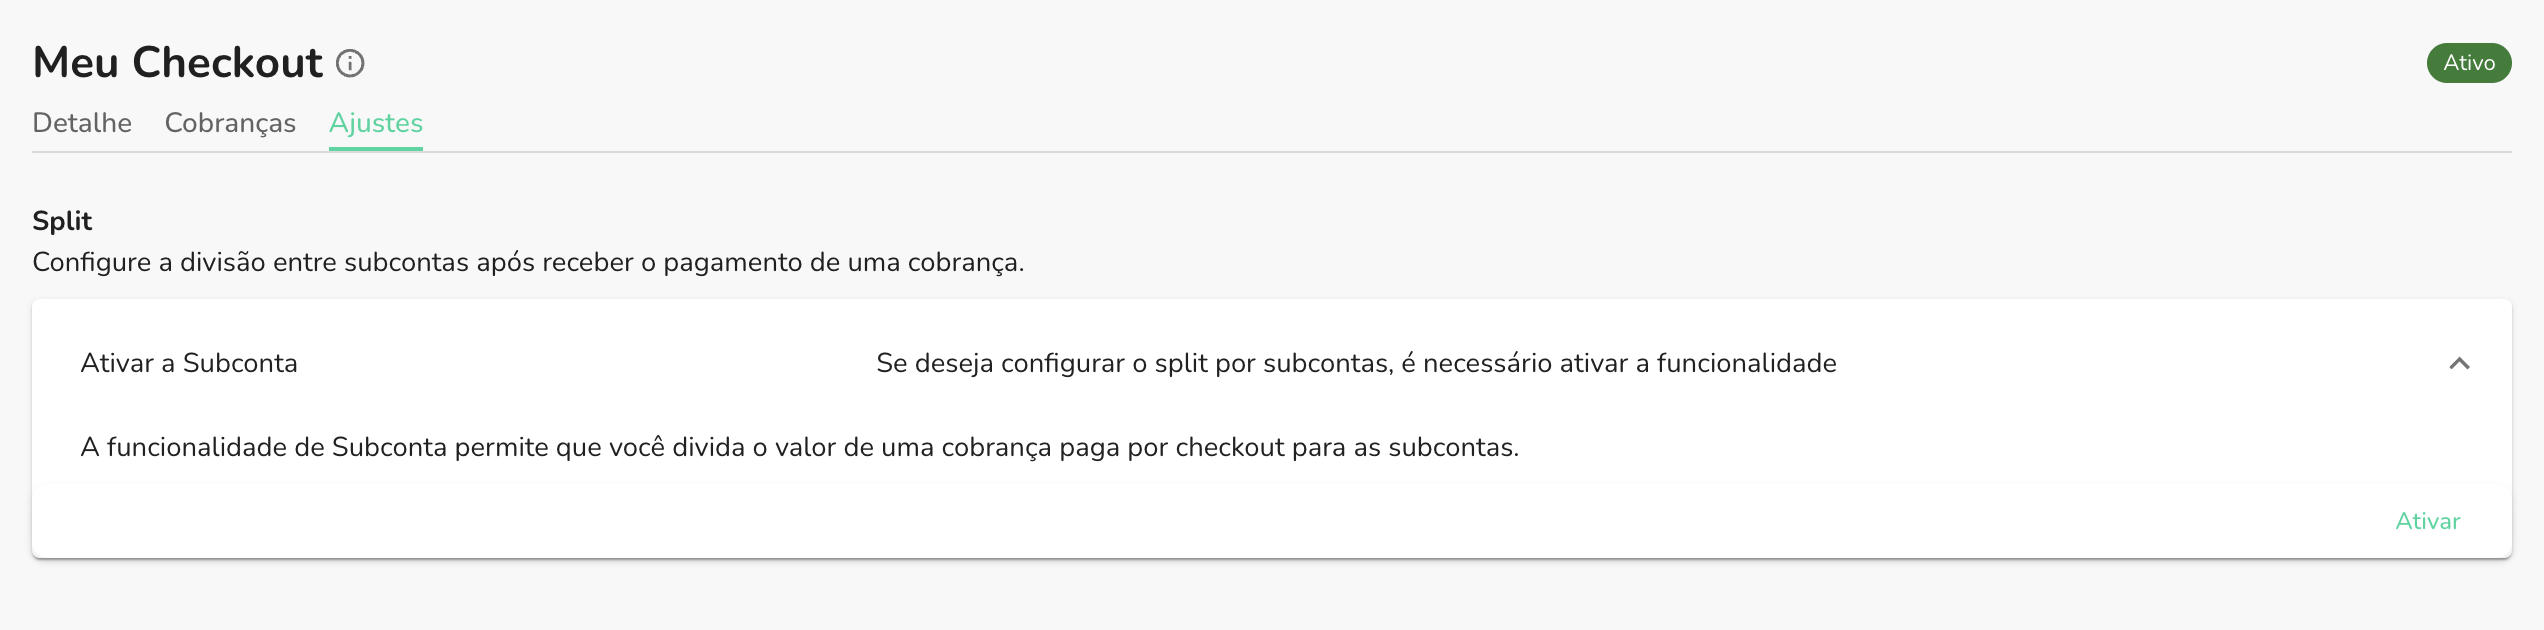 Meu Checkout
Ativo
Detalhe Cobranças Ajustes
Split
Configure a divisão entre subcontas após receber o pagamento de uma cobrança.
Ativar a Subconta
Se deseja configurar o split por subcontas, é necessário ativar a funcionalidade
A funcionalidade de Subconta permite que você divida o valor de uma cobrança paga por checkout para as subcontas.
Ativar